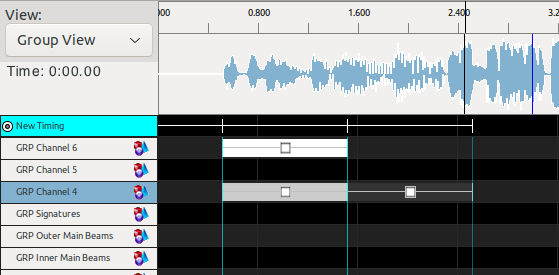 View:
000 0.800 1.600 2.400 3.2
Group View
Time: 0:00.00
New Timing
GRP Channel 6
GRP Channel 5
GRP Channel 4
GRP Signatures
GRP Outer Main Beams
GRP Inner Main Beams